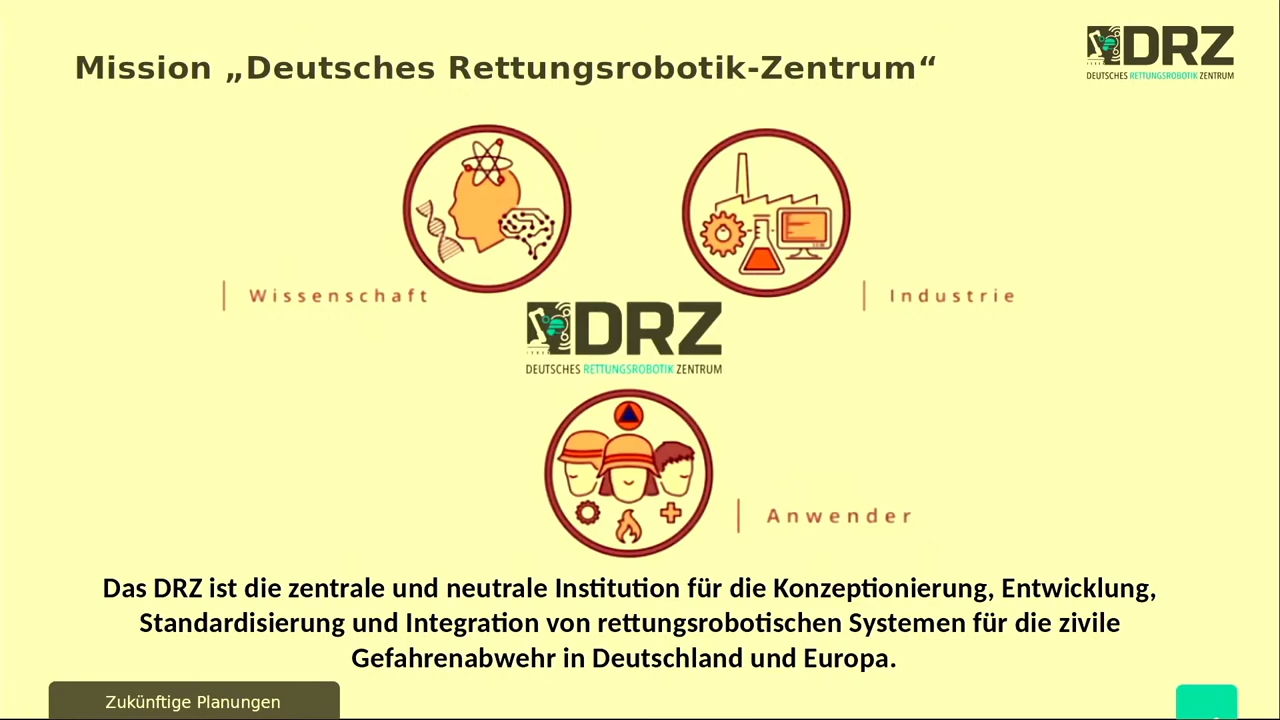 Mission „Deutsches Rettungsrobotik-Zentrum“
DRZ
DEUTSCHES RETTUNGSROBOTIK ZENTRUM
Wissenschaft
Industrie
DRZ
DEUTSCHES RETTUNGSROBOTIK ZENTRUM
Anwender
Das DRZ ist die zentrale und neutrale Institution für die Konzeptionierung, Entwicklung,
Standardisierung und Integration von rettungsrobotischen Systemen für die zivile
Gefahrenabwehr in Deutschland und Europa.
Zukünftige Planungen